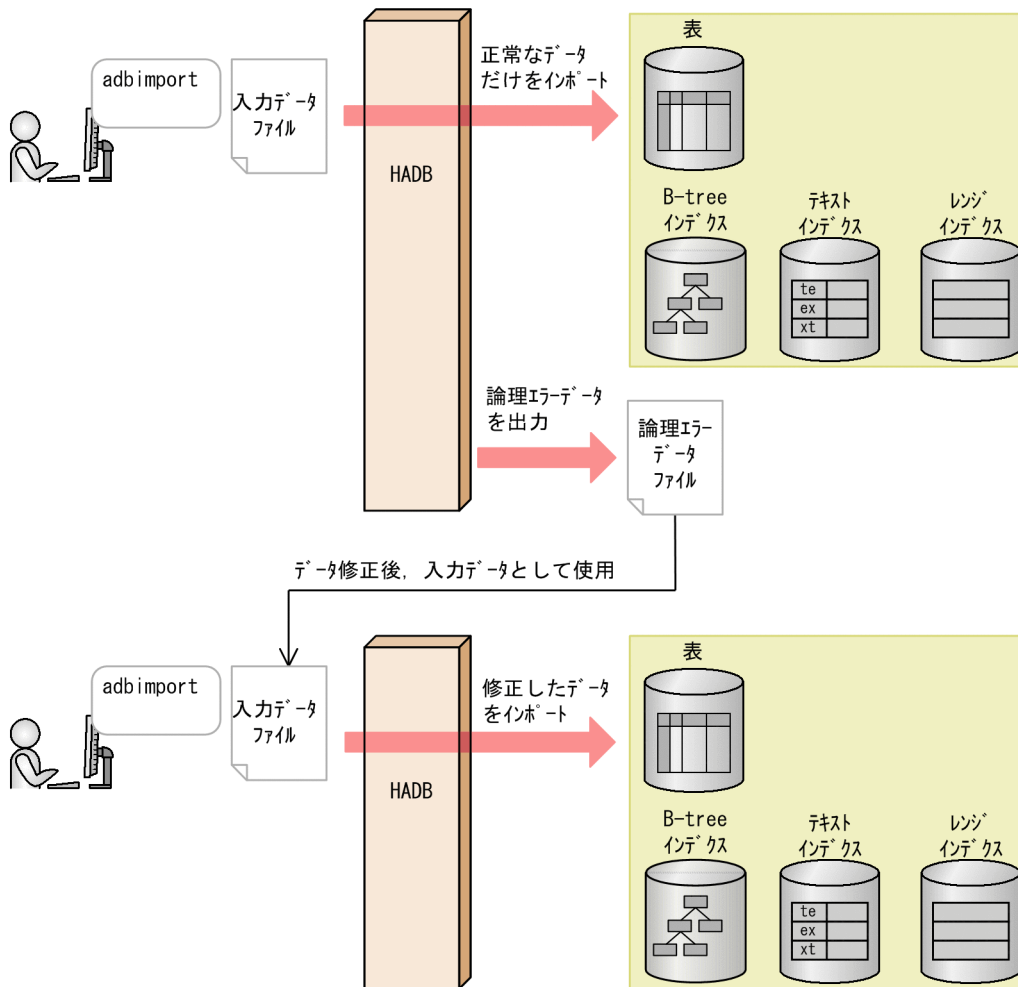 adbimport
入力データ
ファイル
HADB
正常なデータ
だけをインポート
表
B-tree
インデクス
テキスト
インデクス
レンジ
インデクス
te
ex
xt
論理エラーデータ
を出力
論理エラー
データ
ファイル
データ修正後，入力データとして使用
adbimport
入力データ
ファイル
HADB
修正したデータ
をインポート
表
B-tree
インデクス
テキスト
インデクス
レンジ
インデクス
te
ex
xt